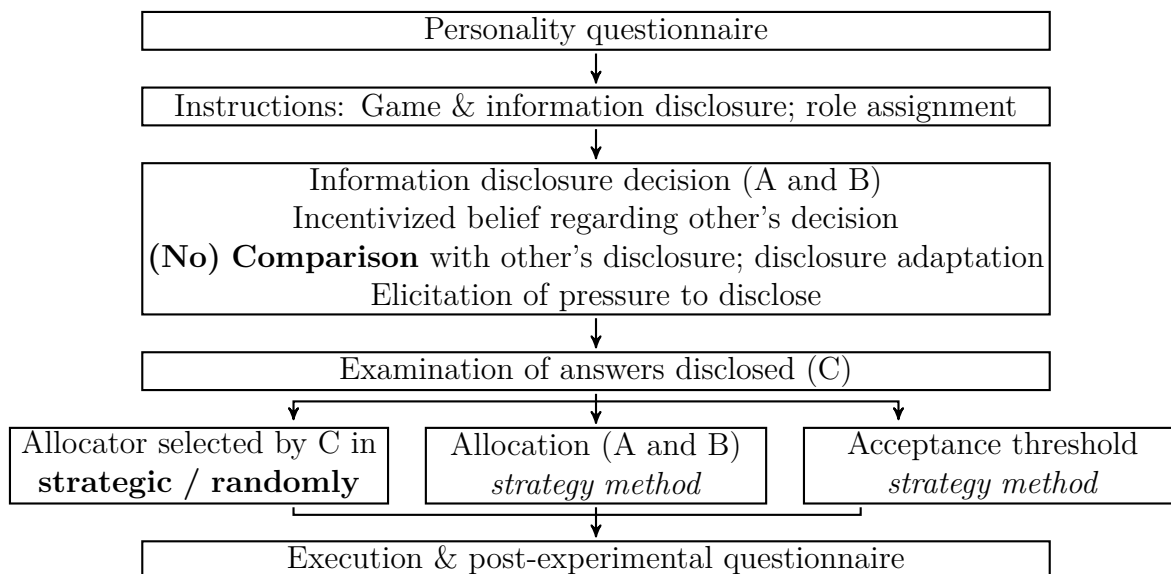 Personality questionnaire
Instructions: Game & information disclosure; role assignment
Information disclosure decision (A and B)
Incentivized belief regarding other's decision
(No) Comparison with other's disclosure; disclosure adaptation
Elicitation of pressure to disclose
Examination of answers disclosed (C)
Allocator selected by C in
strategic / randomly
Allocation (A and B)
strategy method
Acceptance threshold
strategy method
Execution & post-experimental questionnaire